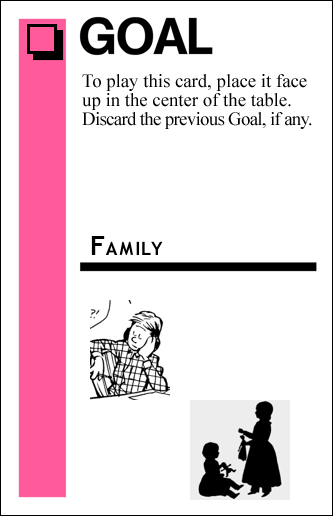 GOAL
To play this card, place it face
up in the center of the table.
Discard the previous Goal, if any.
FAMILY
?!